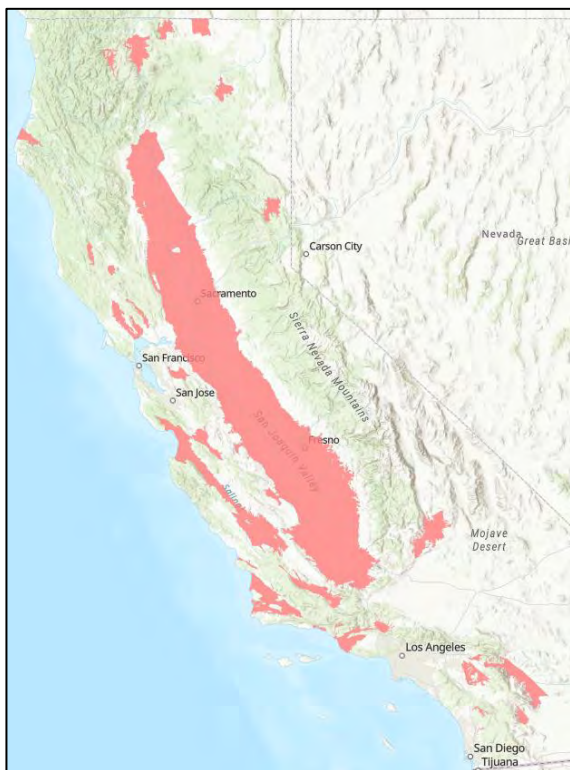 Carson City
Nevada
Great Basi
Sacramento
Sierra Nevada Mountains
San Francisco
San Jose
Fresno
San Joaquin Valley
Mojave
Desert
Los Angeles
San Diego
Tijuana